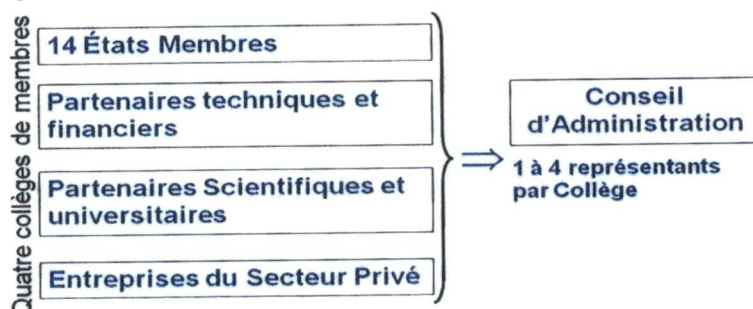 Quatre collèges de membres
14 États Membres
Partenaires techniques et
financiers
Partenaires Scientifiques et
universitaires
Entreprises du Secteur Privé
Conseil
d'Administration
1 à 4 représentants
par Collège